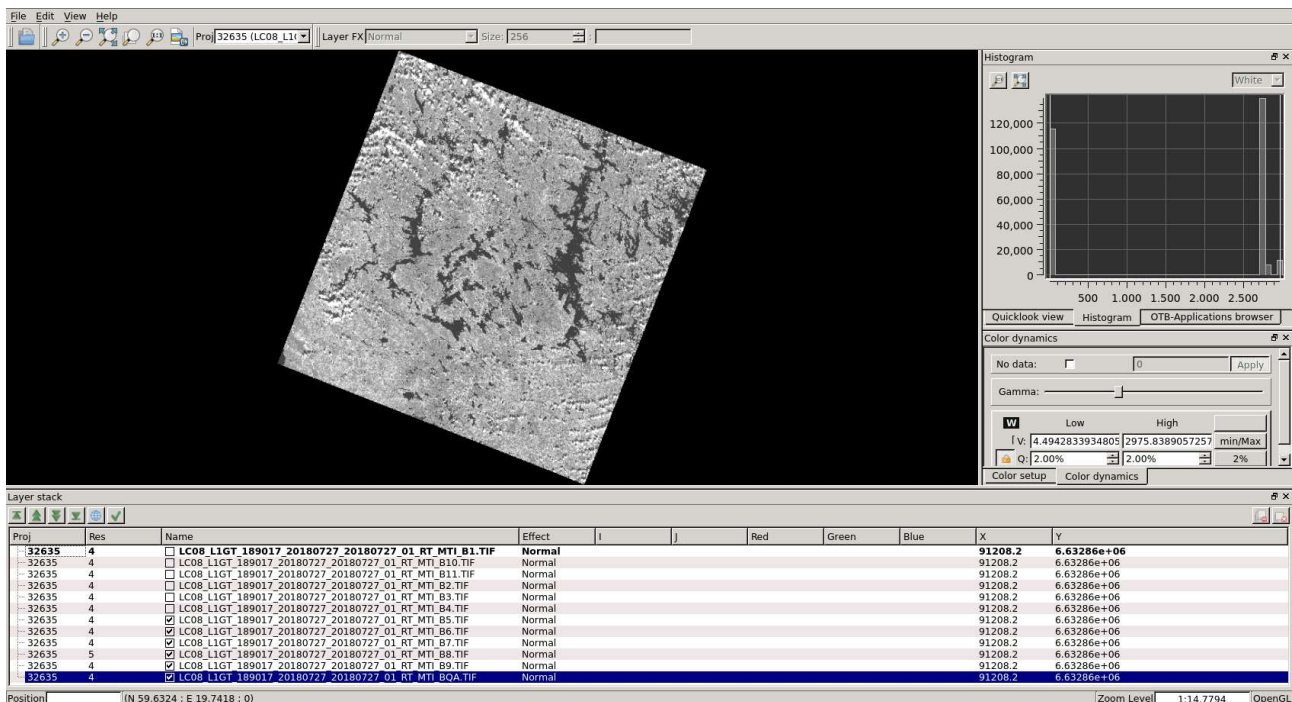 File Edit View Help
Proj 32635 (LC08_L1( Layer FX Normal Size: 256 :
Histogram
White
120,000
100,000
80,000
60,000
40,000
20,000
0
500 1.000 1.500 2.000 2.500
Quicklook view Histogram OTB-Applications browser
Color dynamics
No data: 0 Apply
Gamma:
W Low High
V: 4.4942833934805 2975.8389057257 min/Max
Q: 2.00% 2.00% 2%
Color setup Color dynamics
Layer stack
Proj Res Name Effect I J Red Green Blue X Y
32635 4 LC08_L1GT_189017_20180727_20180727_01_RT_MTI_B1.TIF Normal 91208.2 6.63286e+06
32635 4 LC08_L1GT_189017_20180727_20180727_01_RT_MTI_B10.TIF Normal 91208.2 6.63286e+06
32635 4 LC08_L1GT_189017_20180727_20180727_01_RT_MTI_B11.TIF Normal 91208.2 6.63286e+06
32635 4 LC08_L1GT_189017_20180727_20180727_01_RT_MTI_B2.TIF Normal 91208.2 6.63286e+06
32635 4 LC08_L1GT_189017_20180727_20180727_01_RT_MTI_B3.TIF Normal 91208.2 6.63286e+06
32635 4 LC08_L1GT_189017_20180727_20180727_01_RT_MTI_B4.TIF Normal 91208.2 6.63286e+06
32635 4 LC08_L1GT_189017_20180727_20180727_01_RT_MTI_B5.TIF Normal 91208.2 6.63286e+06
32635 4 LC08_L1GT_189017_20180727_20180727_01_RT_MTI_B6.TIF Normal 91208.2 6.63286e+06
32635 4 LC08_L1GT_189017_20180727_20180727_01_RT_MTI_B7.TIF Normal 91208.2 6.63286e+06
32635 5 LC08_L1GT_189017_20180727_20180727_01_RT_MTI_B8.TIF Normal 91208.2 6.63286e+06
32635 4 LC08_L1GT_189017_20180727_20180727_01_RT_MTI_B9.TIF Normal 91208.2 6.63286e+06
32635 4 LC08_L1GT_189017_20180727_20180727_01_RT_MTI_BQA.TIF Normal 91208.2 6.63286e+06
Position (N 59.6324 ; E 19.7418 ; 0) Zoom Level 1:14.7794 OpenGL